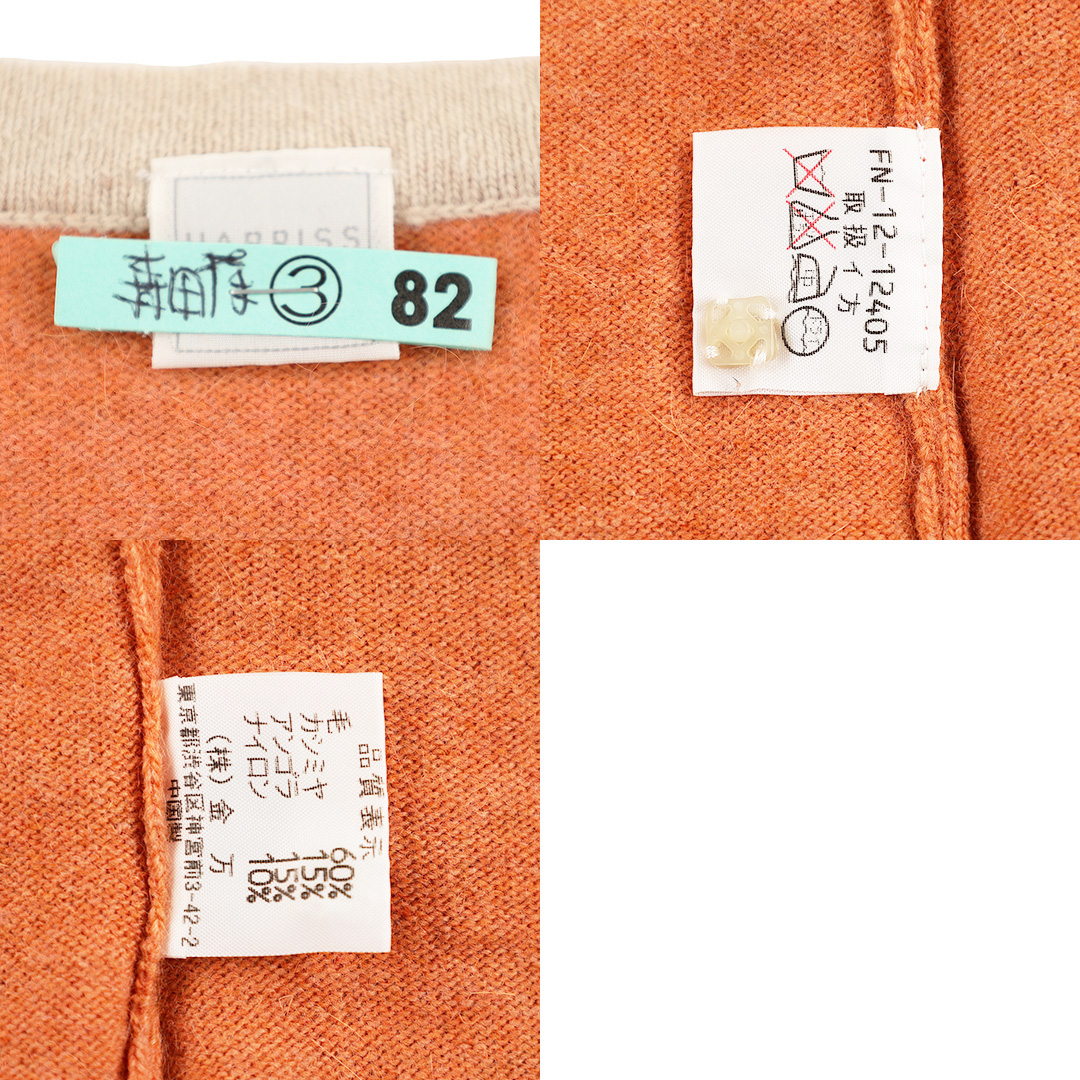 HARRISS
③ 82
FN-12-12405
取扱イ方
品質表示
毛 60%
カシミヤ 15%
アンゴラ 15%
ナイロン 10%
(株)金万
東京都渋谷区神宮前3-42-2
中国製